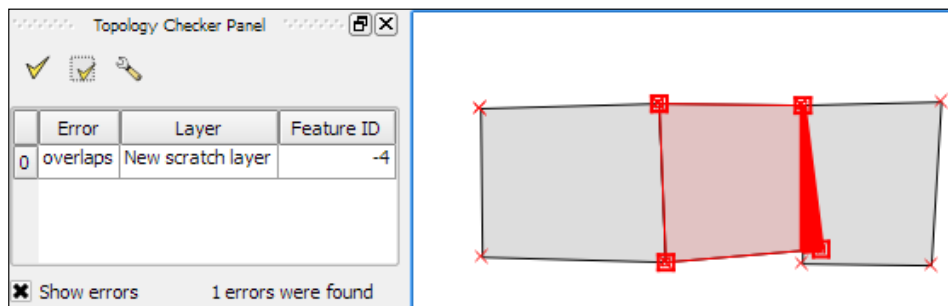 Topology Checker Panel
Error Layer Feature ID
0 overlaps New scratch layer -4
Show errors 1 errors were found